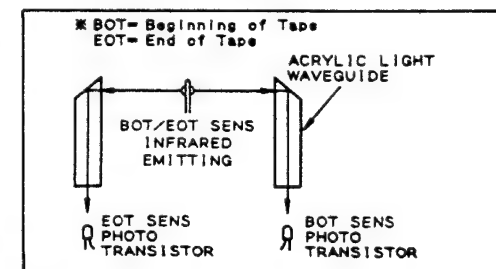 ※ BOT= Beginning of Tape
EOT= End of Tape
ACRYLIC LIGHT
WAVEGUIDE
BOT/EOT SENS
INFRARED
EMITTING
EOT SENS
PHOTO
TRANSISTOR
BOT SENS
PHOTO
TRANSISTOR